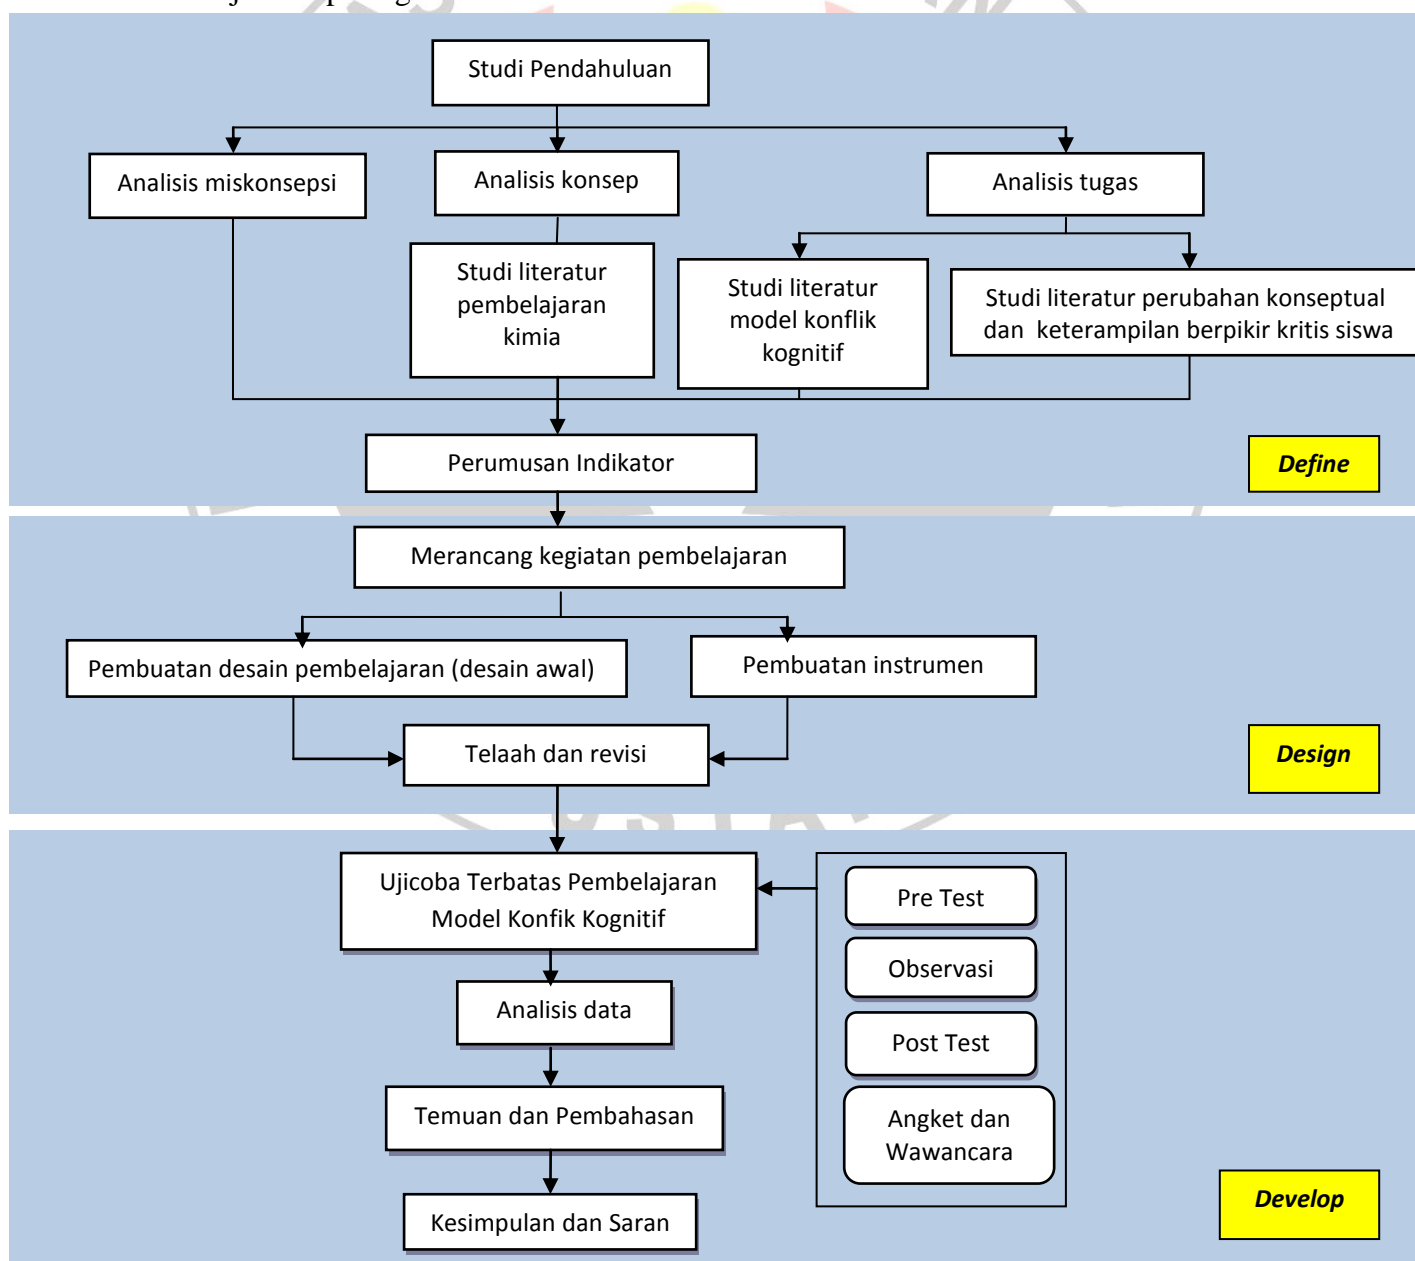 Studi Pendahuluan
Analisis miskonsepsi
Analisis konsep
Analisis tugas
Studi literatur
pembelajaran
kimia
Studi literatur
model konflik
kognitif
Studi literatur perubahan konseptual
dan keterampilan berpikir kritis siswa
Perumusan Indikator
Define
Merancang kegiatan pembelajaran
Pembuatan desain pembelajaran (desain awal)
Pembuatan instrumen
Telaah dan revisi
Design
Ujicoba Terbatas Pembelajaran
Model Konfik Kognitif
Pre Test
Observasi
Analisis data
Post Test
Temuan dan Pembahasan
Angket dan
Wawancara
Kesimpulan dan Saran
Develop